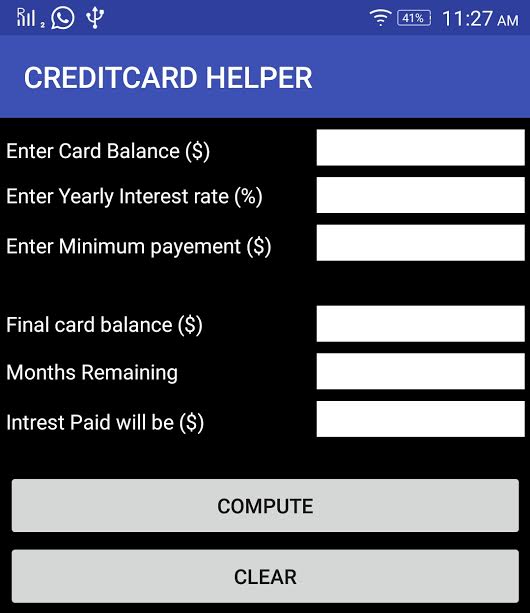 41% 11:27 AM
CREDITCARD HELPER
Enter Card Balance ($)
Enter Yearly Interest rate (%)
Enter Minimum payement ($)
Final card balance ($)
Months Remaining
Intrest Paid will be ($)
COMPUTE
CLEAR